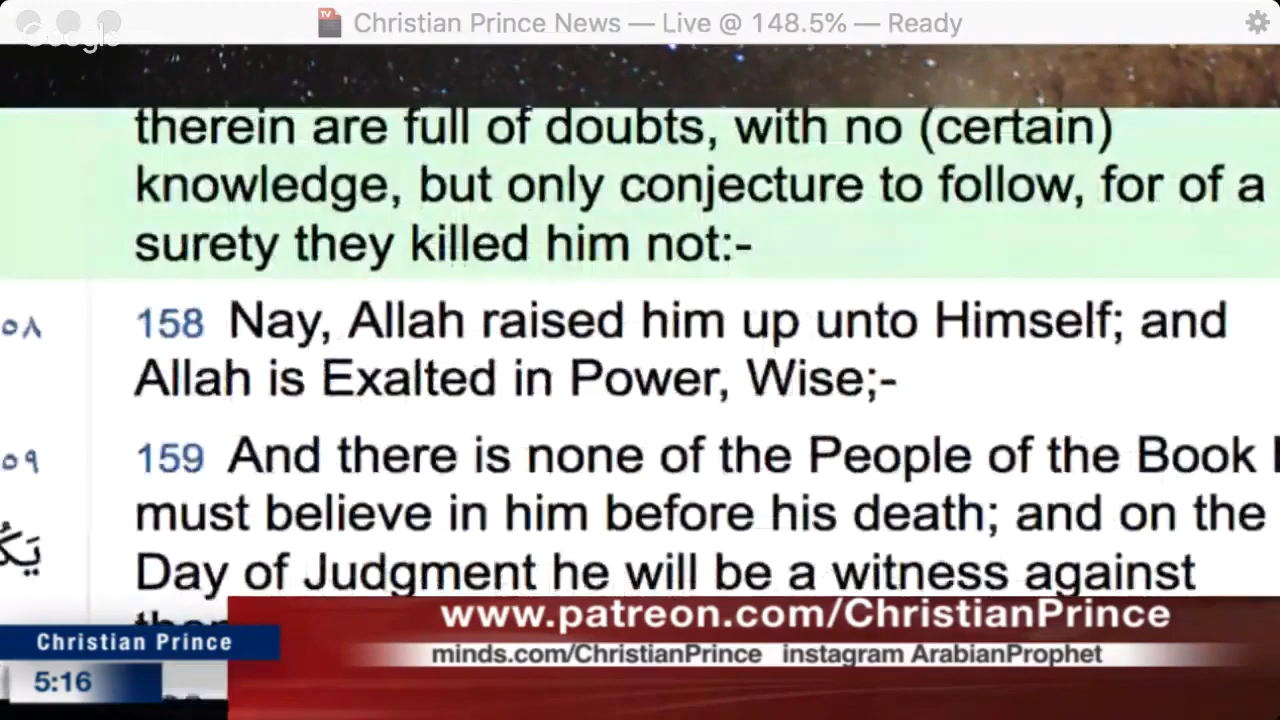 Christian Prince News — Live @ 148.5% — Ready
Google
therein are full of doubts, with no (certain)
knowledge, but only conjecture to follow, for of a
surety they killed him not:-
٥٨
158 Nay, Allah raised him up unto Himself; and
Allah is Exalted in Power, Wise;-
٥٩
159 And there is none of the People of the Book
must believe in him before his death; and on the
Day of Judgment he will be a witness against
www.patreon.com/ChristianPrince
Christian Prince
minds.com/ChristianPrince instagram ArabianProphet
5:16